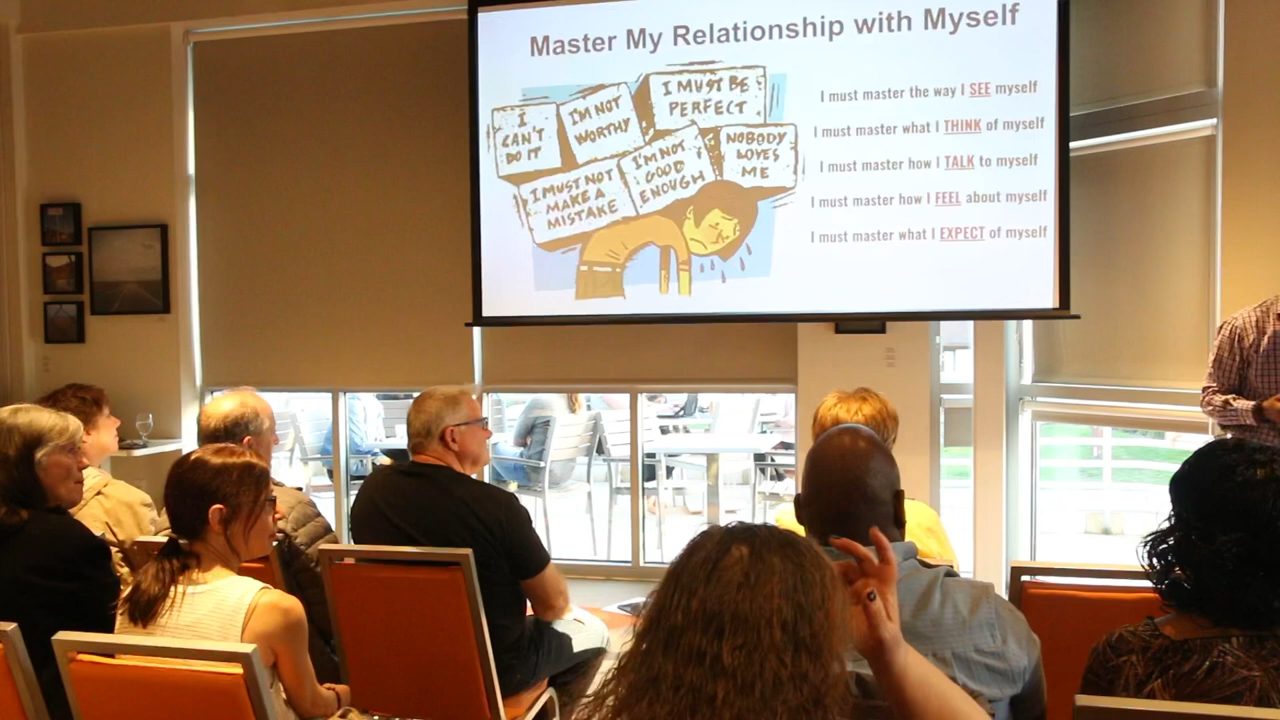 Master My Relationship with Myself
I CAN'T
DO IT
I'M NOT
WORTHY
I MUST BE
PERFECT
I MUST NOT
MAKE A
MISTAKE
I'M NOT
GOOD
ENOUGH
NOBODY
LOVES
ME
I must master the way I SEE myself
I must master what I THINK of myself
I must master how I TALK to myself
I must master how I FEEL about myself
I must master what I EXPECT of myself